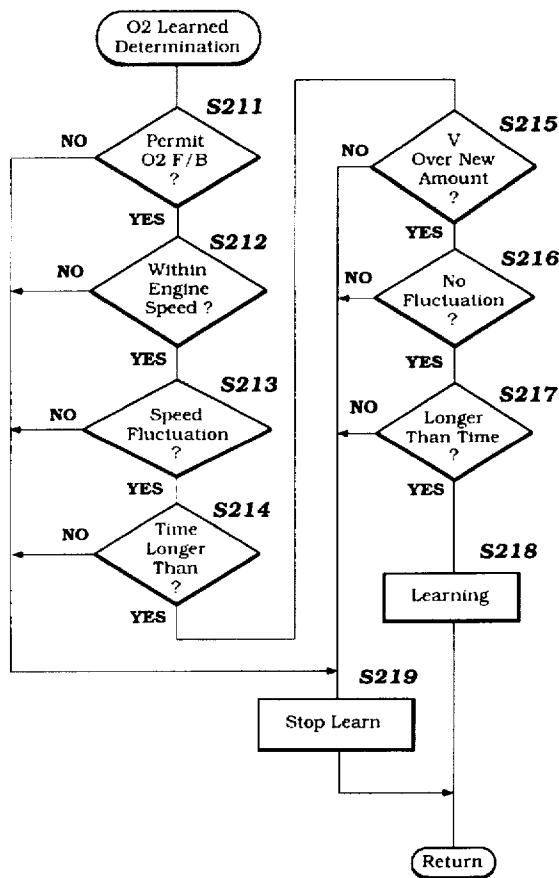 O2 Learned
Determination
S211
NO
Permit
O2 F/B
?
YES
S212
NO
Within
Engine
Speed ?
YES
S213
NO
Speed
Fluctuation
?
YES
S214
NO
Time
Longer
Than
?
YES
S215
NO
V
Over New
Amount
?
YES
S216
NO
No
Fluctuation
?
YES
S217
NO
Longer
Than Time
?
YES
S218
Learning
S219
Stop Learn
Return